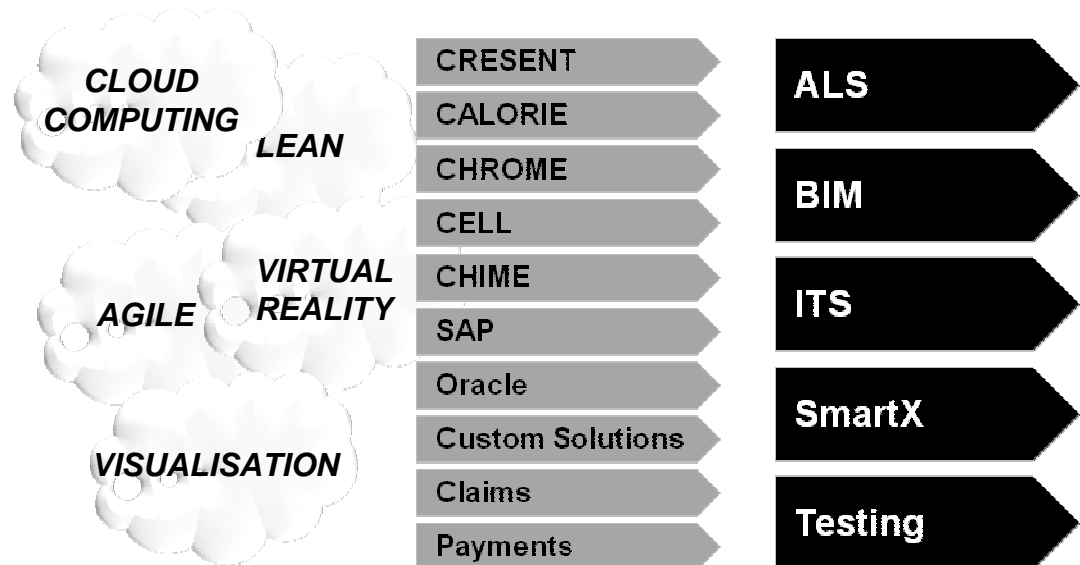 CLOUD
COMPUTING
LEAN
AGILE
VIRTUAL
REALITY
VISUALISATION
CRESENT
CALORIE
CHROME
CELL
CHIME
SAP
Oracle
Custom Solutions
Claims
Payments
ALS
BIM
ITS
SmartX
Testing